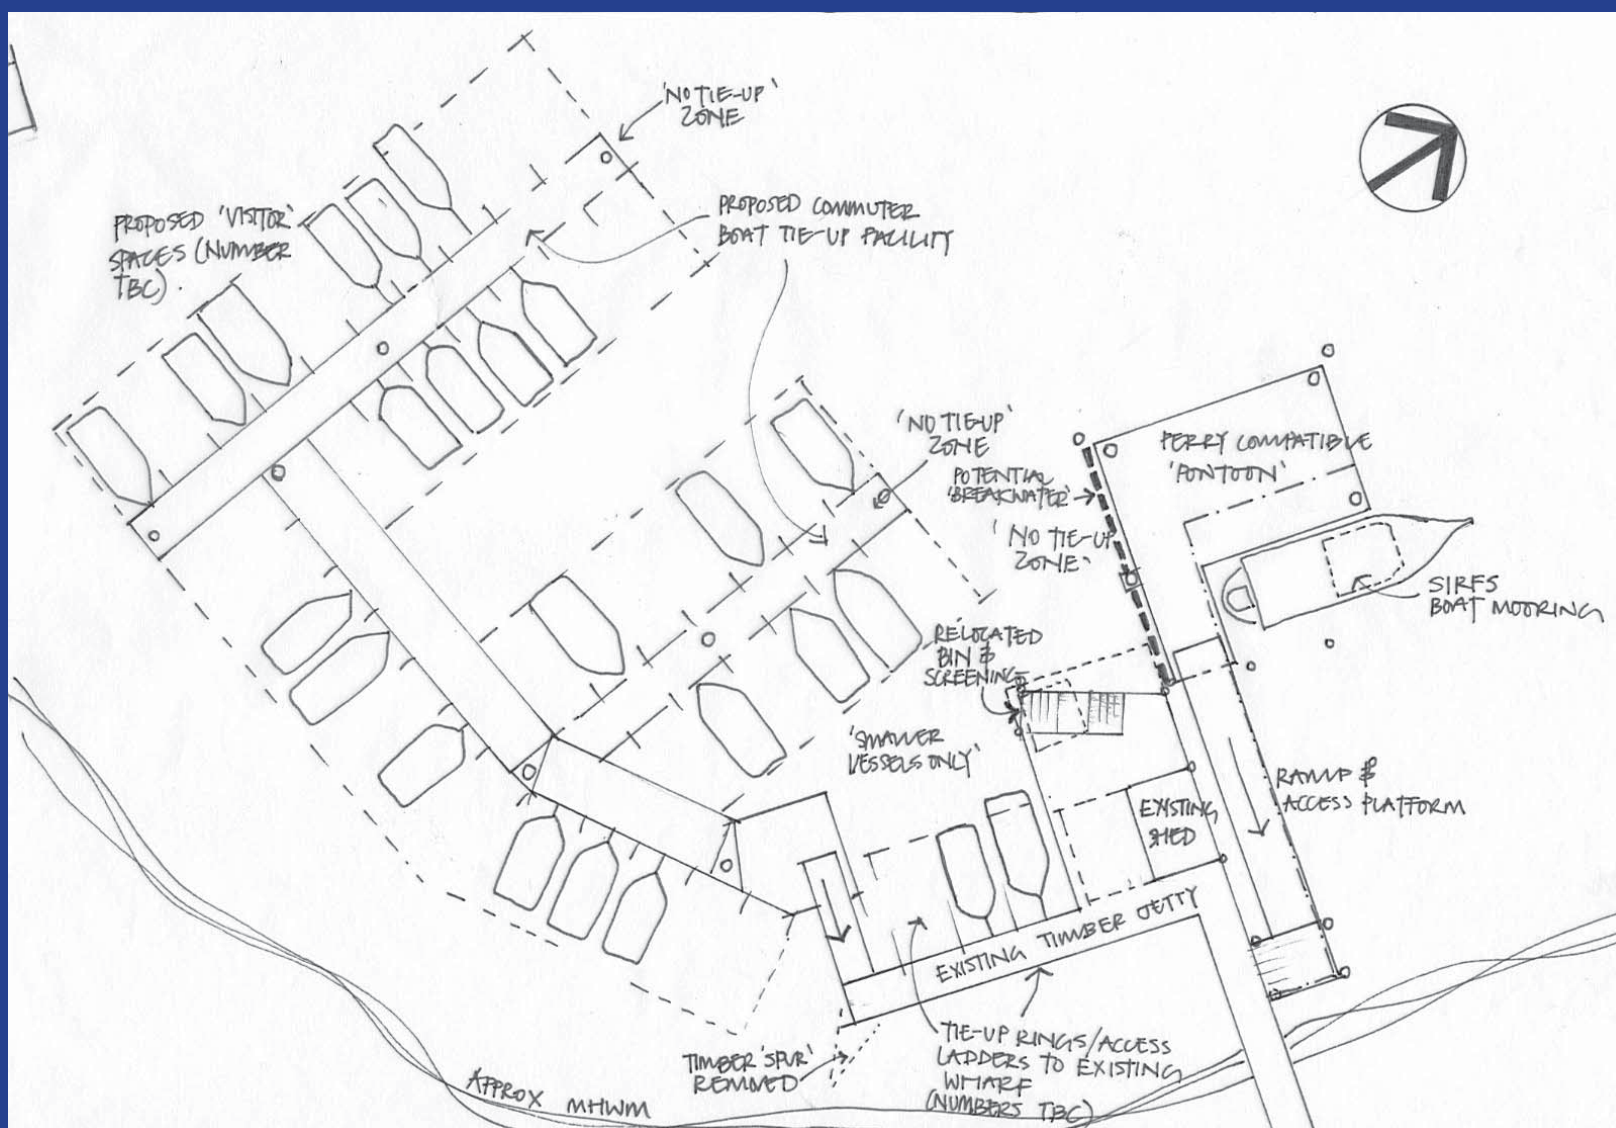 'NO TIE-UP'
ZONE
PROPOSED 'VISITOR'
SPACES (NUMBER
TBC).
PROPOSED COMMUTER
BOAT TIE-UP FACILITY
'NO TIE-UP'
ZONE
POTENTIAL
'BREAKWATER'
'NO TIE-UP
ZONE'
FERRY COMPATIBLE
'PONTOON'
SIRFS
BOAT MOORING
RELOCATED
BIN &
SCREENING
'SMALLER
VESSELS ONLY'
EXISTING
SHED
RAMP &
ACCESS PLATFORM
EXISTING TIMBER JETTY
TIE-UP RINGS/ACCESS
LADDERS TO EXISTING
WHARF
(NUMBERS TBC)
TIMBER 'SPUR'
REMOVED
APPROX MHWM